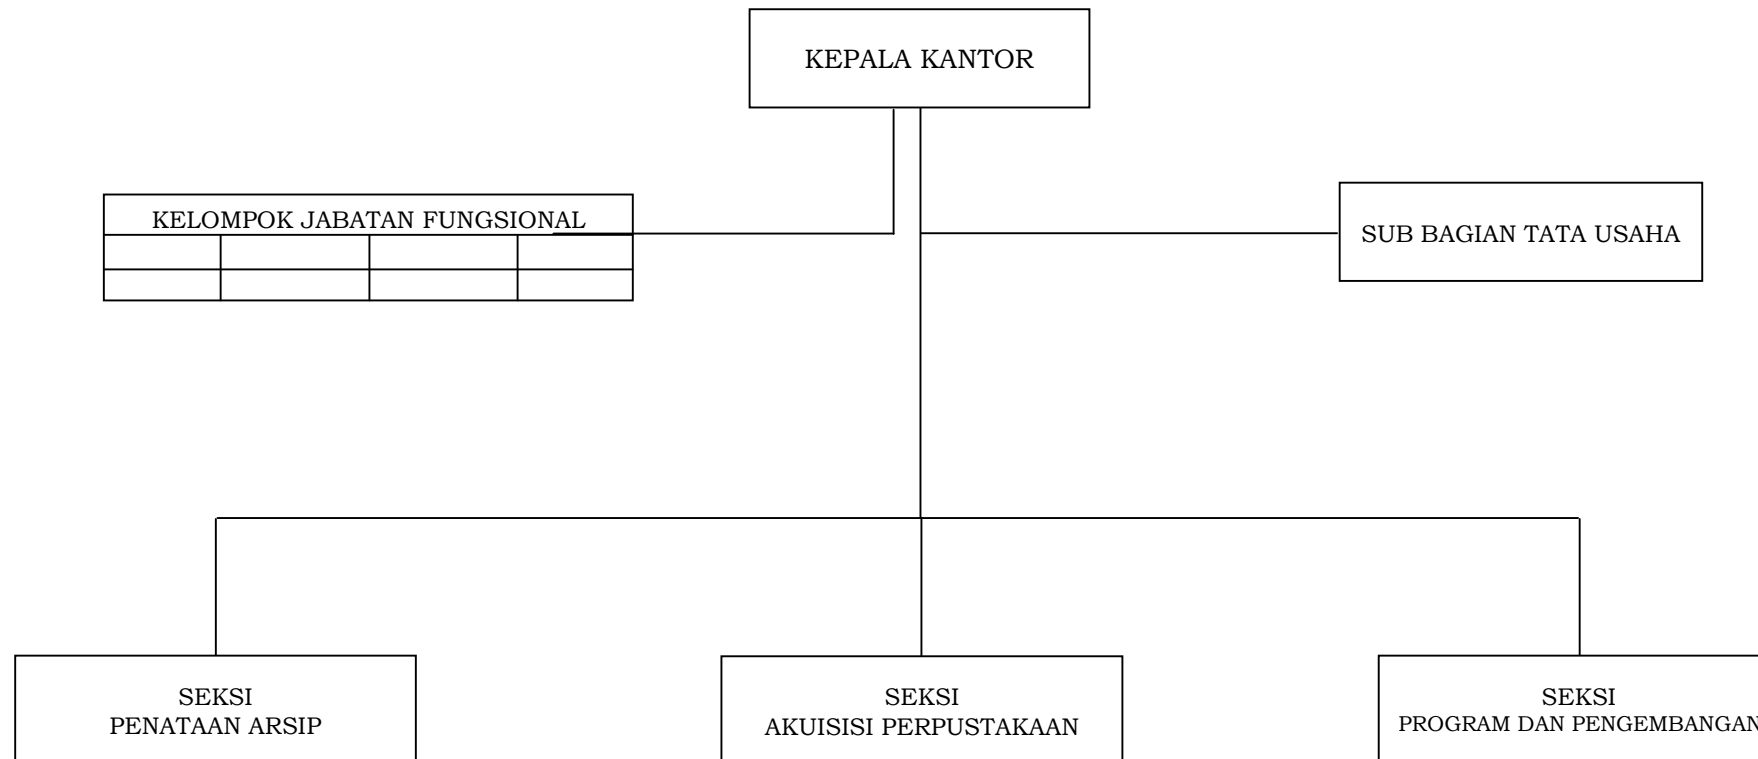 KEPALA KANTOR
KELOMPOK JABATAN FUNGSIONAL
SUB BAGIAN TATA USAHA
SEKSI
PENATAAN ARSIP
SEKSI
AKUISISI PERPUSTAKAAN
SEKSI
PROGRAM DAN PENGEMBANGAN